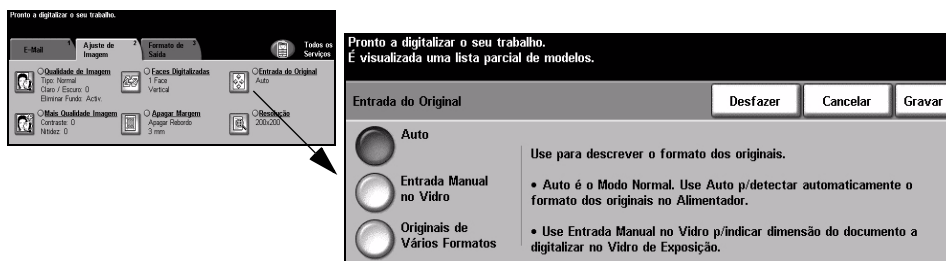 Pronto a digitalizar o seu trabalho.
E-Mail 1
Ajuste de Imagem 2
Formato de Saída 3
Todos os Serviços
Qualidade de Imagem
Tipo: Normal
Claro / Escuro: 0
Eliminar Fundo: Activ.
Faces Digitalizadas
1 Face
Vertical
Entrada do Original
Auto
Mais Qualidade Imagem
Contraste: 0
Nitidez: 0
Apagar Margem
Apagar Rebordo
3 mm
Resolução
200x200
Pronto a digitalizar o seu trabalho.
É visualizada uma lista parcial de modelos.
Entrada do Original
Desfazer
Cancelar
Gravar
Auto
Entrada Manual
no Vidro
Originais de
Vários Formatos
Use para descrever o formato dos originais.
• Auto é o Modo Normal. Use Auto p/detectar automaticamente o
formato dos originais no Alimentador.
• Use Entrada Manual no Vidro p/indicar dimensão do documento a
digitalizar no Vidro de Exposição.